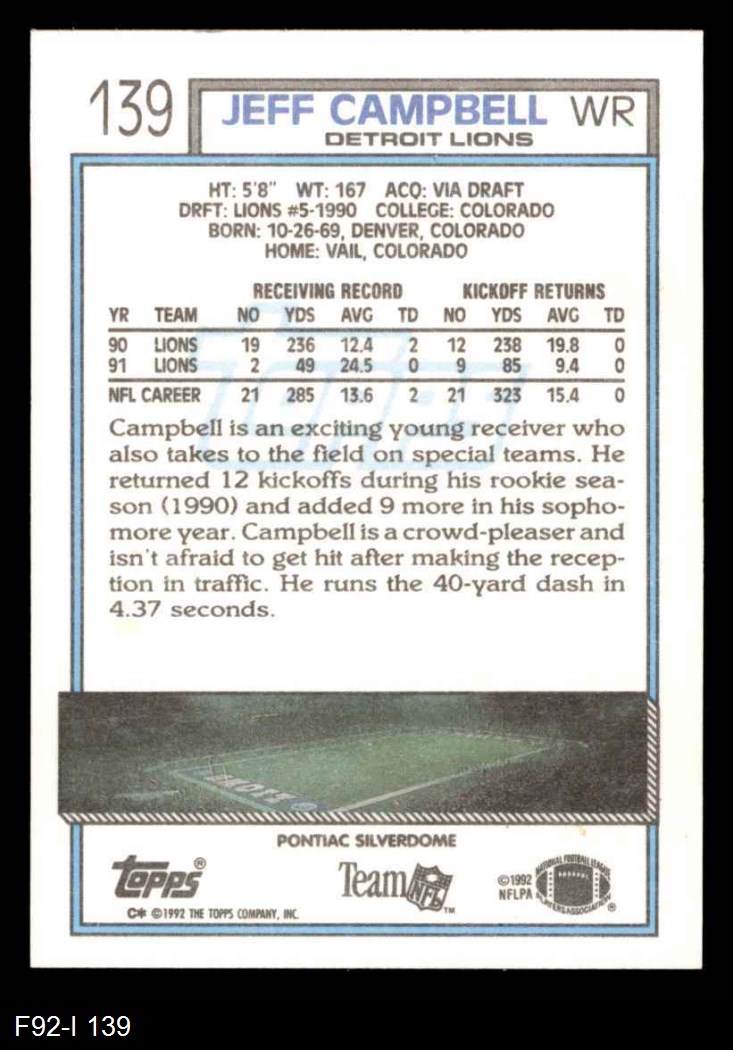 139 JEFF CAMPBELL WR
DETROIT LIONS
HT: 5'8" WT: 167 ACQ: VIA DRAFT
DRFT: LIONS #5-1990 COLLEGE: COLORADO
BORN: 10-26-69, DENVER, COLORADO
HOME: VAIL, COLORADO
RECEIVING RECORD KICKOFF RETURNS
YR TEAM NO YDS AVG TD NO YDS AVG TD
90 LIONS 19 236 12.4 2 12 238 19.8 0
91 LIONS 2 49 24.5 0 9 85 9.4 0
NFL CAREER 21 285 13.6 2 21 323 15.4 0
TOPPS
Campbell is an exciting young receiver who
also takes to the field on special teams. He
returned 12 kickoffs during his rookie sea-
son (1990) and added 9 more in his sopho-
more year. Campbell is a crowd-pleaser and
isn't afraid to get hit after making the recep-
tion in traffic. He runs the 40-yard dash in
4.37 seconds.
LIONS
PONTIAC SILVERDOME
topps®
Team NFL™
©1992
NFLPA
NATIONAL FOOTBALL LEAGUE
PLAYERS ASSOCIATION ®
C* ©1992 THE TOPPS COMPANY, INC.
F92-I 139